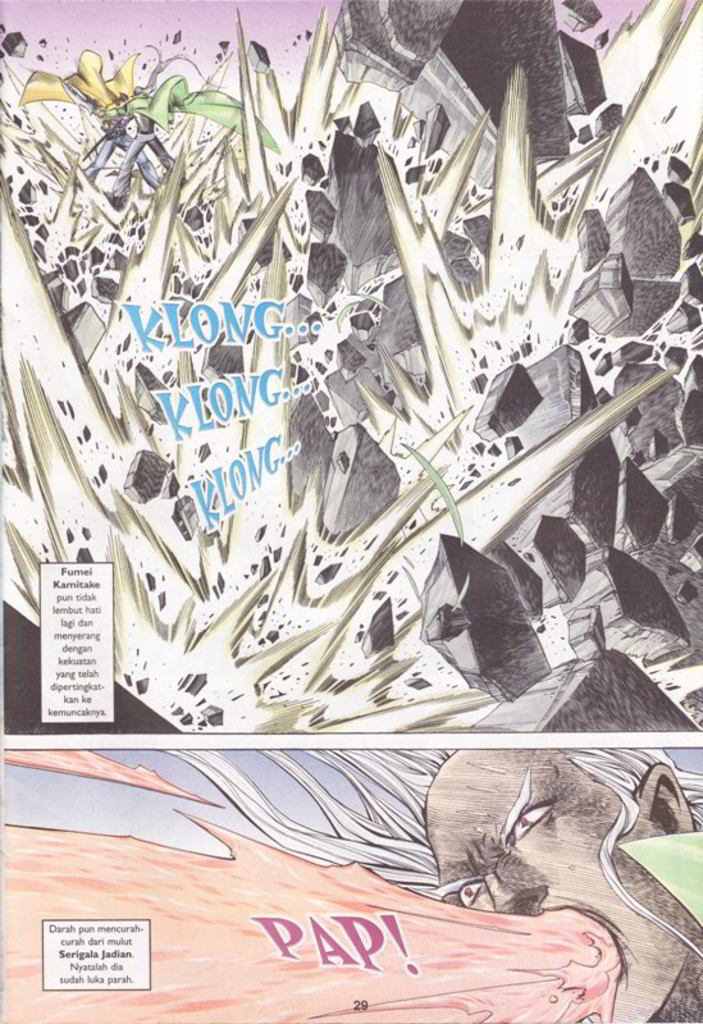 KLONG...
KLONG...
KLONG...
Fumei
Kamitake
pun tidak
lembut hati
lagi dan
menyerang
dengan
kekuatan
yang telah
dipertingkat-
kan ke
kemuncaknya.
Darah pun mencurah-
curah dari mulut
Serigala Jadian.
Nyatalah dia
sudah luka parah.
PAP!
29